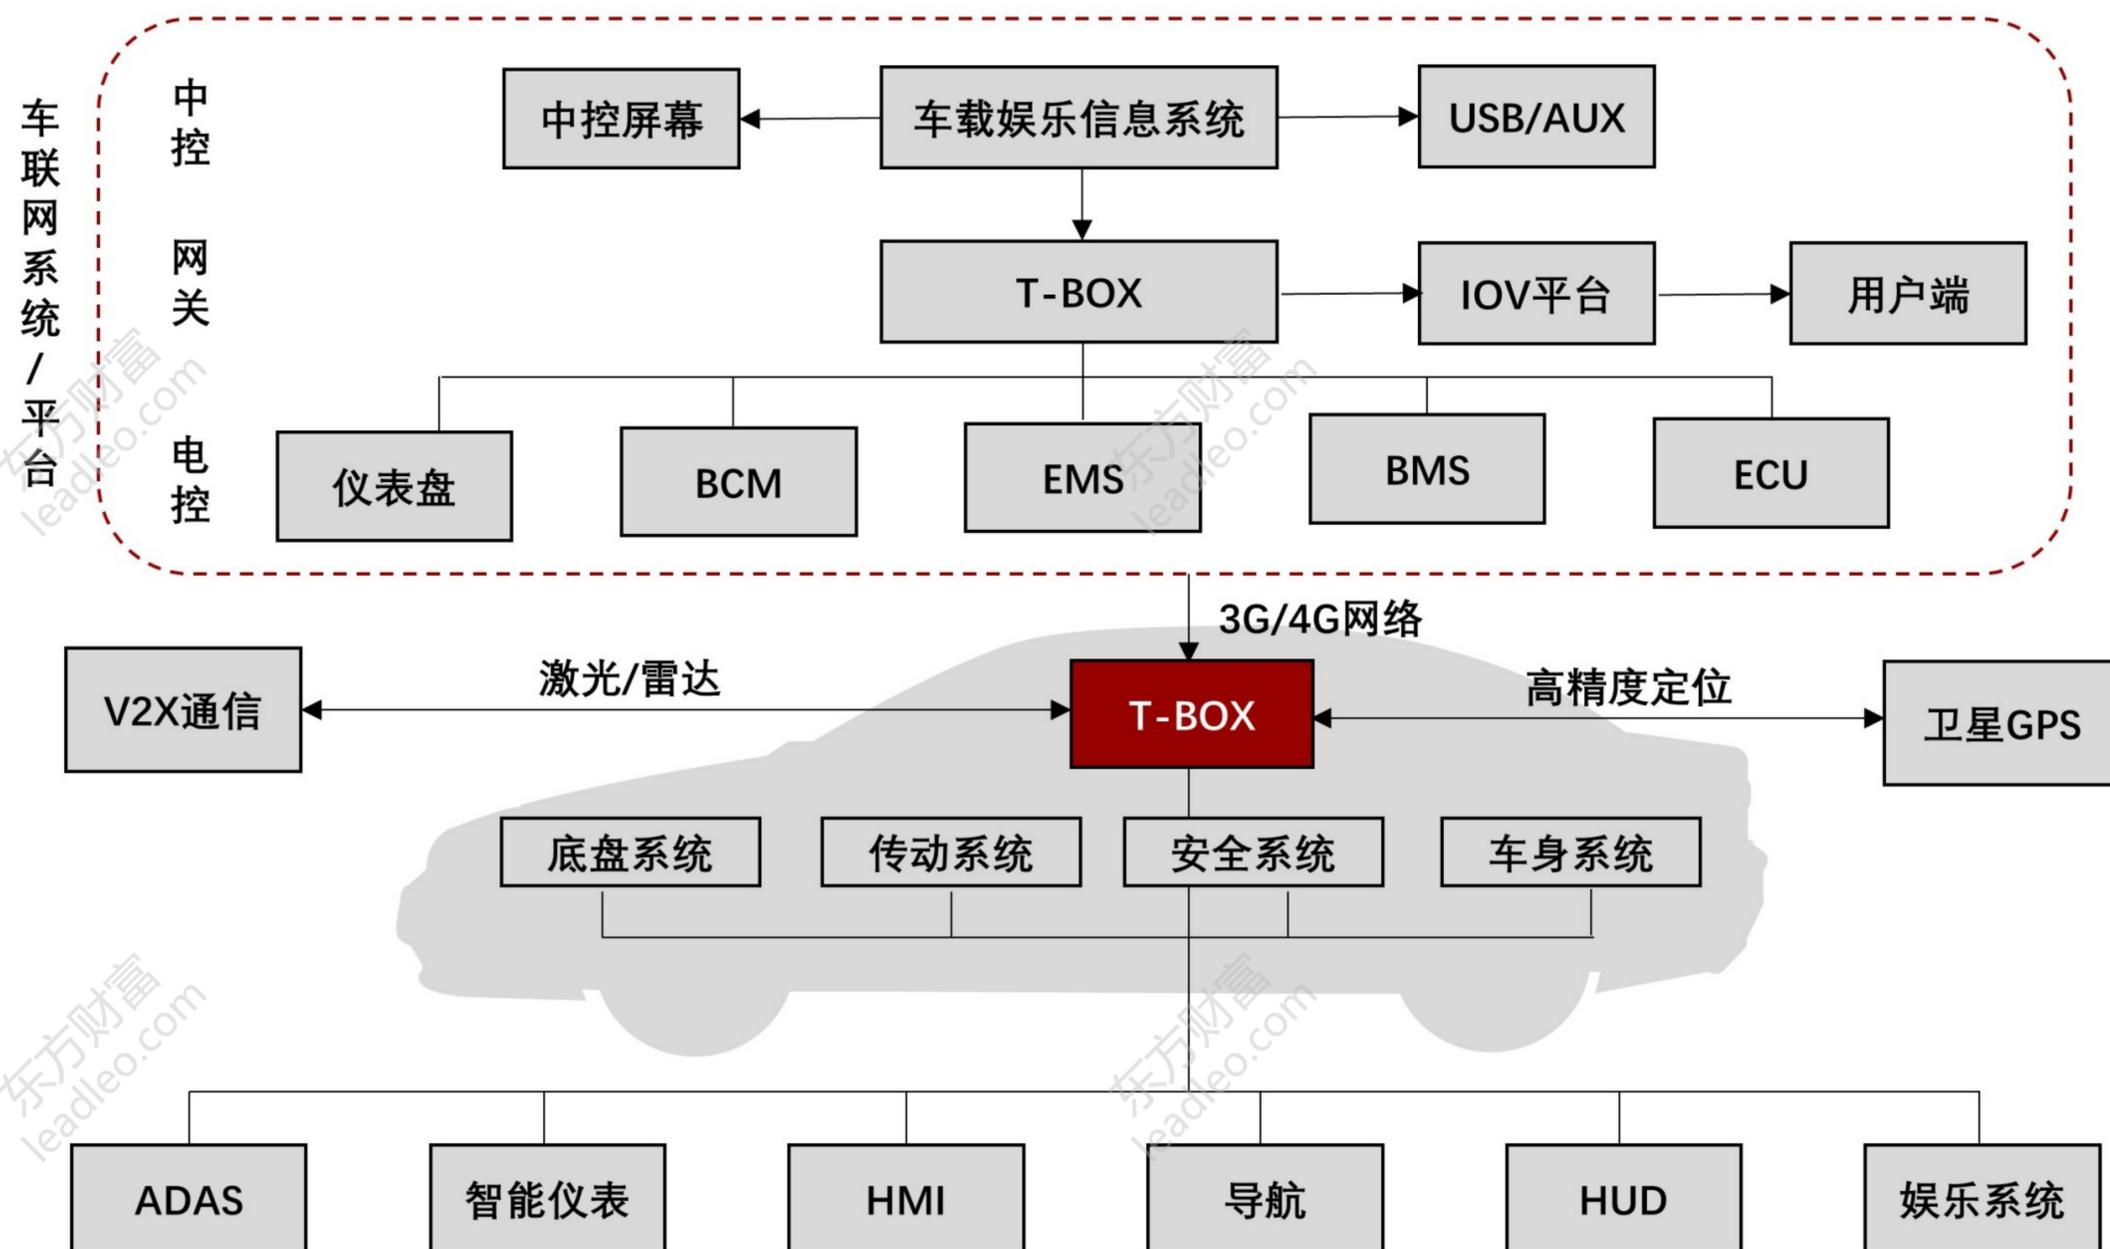 车联网系统/平台
中控
中控屏幕
车载娱乐信息系统
USB/AUX
网关
T-BOX
IOV平台
用户端
电控
仪表盘
BCM
EMS
BMS
ECU
3G/4G网络
V2X通信
激光/雷达
T-BOX
高精度定位
卫星GPS
底盘系统
传动系统
安全系统
车身系统
ADAS
智能仪表
HMI
导航
HUD
娱乐系统
东方财富
leadleo.com
东方财富
leadleo.com
东方财富
leadleo.com
东方财富
leadleo.com